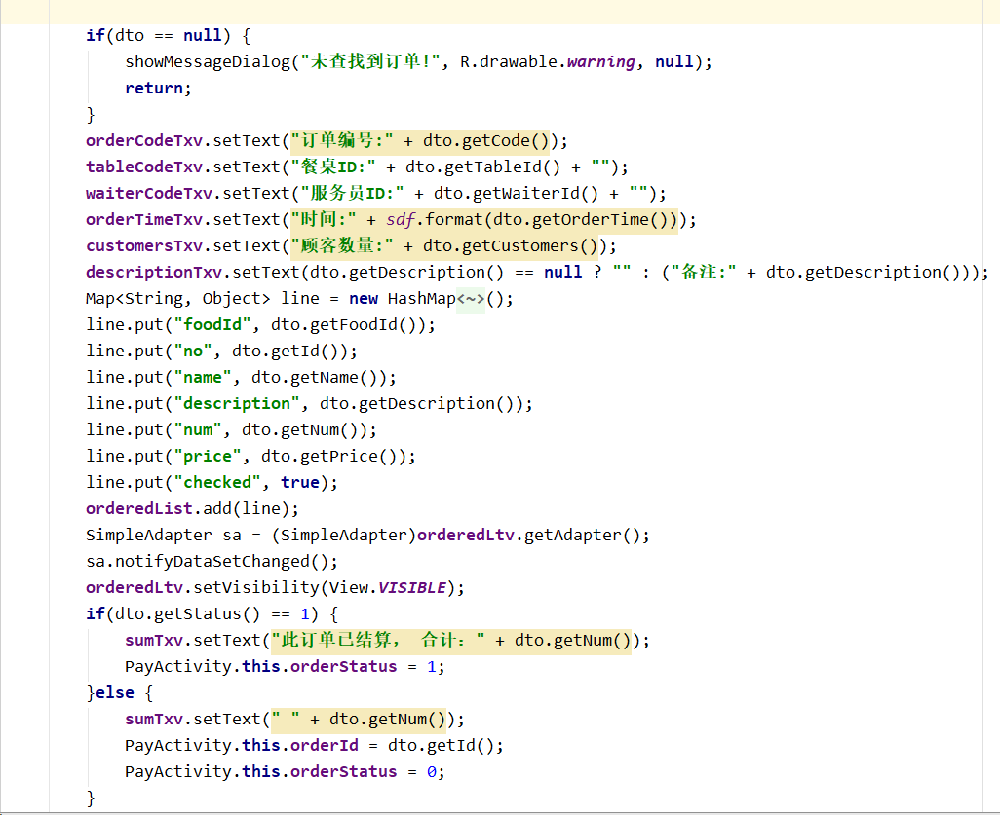 if(dto == null) {
showMessageDialog("未查找到订单!", R.drawable.warning, null);
return;
}
orderCodeTxv.setText("订单编号:" + dto.getCode());
tableCodeTxv.setText("餐桌ID:" + dto.getTableId() + "");
waiterCodeTxv.setText("服务员ID:" + dto.getWaiterId() + "");
orderTimeTxv.setText("时间:" + sdf.format(dto.getOrderTime()));
customersTxv.setText("顾客数量:" + dto.getCustomers());
descriptionTxv.setText(dto.getDescription() == null ? "" : ("备注:" + dto.getDescription()));
Map<String, Object> line = new HashMap<~>();
line.put("foodId", dto.getFoodId());
line.put("no", dto.getId());
line.put("name", dto.getName());
line.put("description", dto.getDescription());
line.put("num", dto.getNum());
line.put("price", dto.getPrice());
line.put("checked", true);
orderedList.add(line);
SimpleAdapter sa = (SimpleAdapter)orderedLtv.getAdapter();
sa.notifyDataSetChanged();
orderedLtv.setVisibility(View.VISIBLE);
if(dto.getStatus() == 1) {
sumTxv.setText("此订单已结算， 合计：" + dto.getNum());
PayActivity.this.orderStatus = 1;
}else {
sumTxv.setText(" " + dto.getNum());
PayActivity.this.orderId = dto.getId();
PayActivity.this.orderStatus = 0;
}